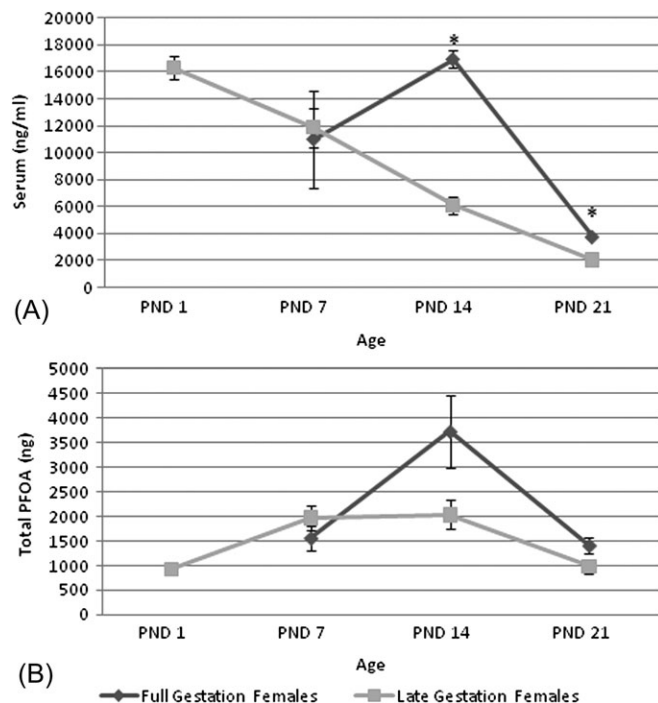 20000
18000
16000
14000
12000
10000
8000
6000
4000
2000
0
Serum (ng/ml)
*
*
PND 1 PND 7 PND 14 PND 21
Age
(A)
5000
4500
4000
3500
3000
2500
2000
1500
1000
500
0
Total PFOA (ng)
PND 1 PND 7 PND 14 PND 21
Age
(B)
Full Gestation Females Late Gestation Females